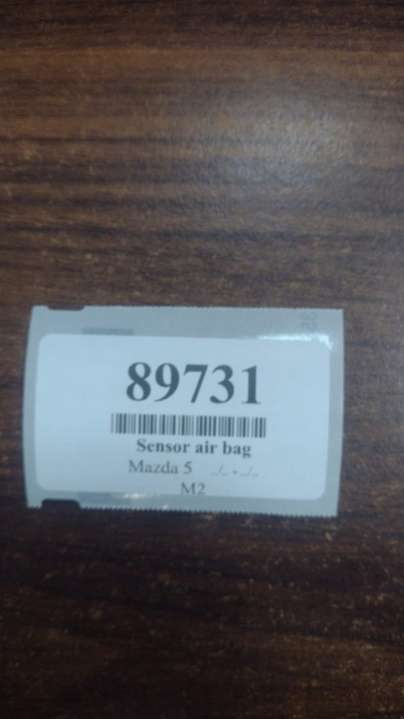 89731
Sensor air bag
Mazda 5 ../.. - ../..
M2